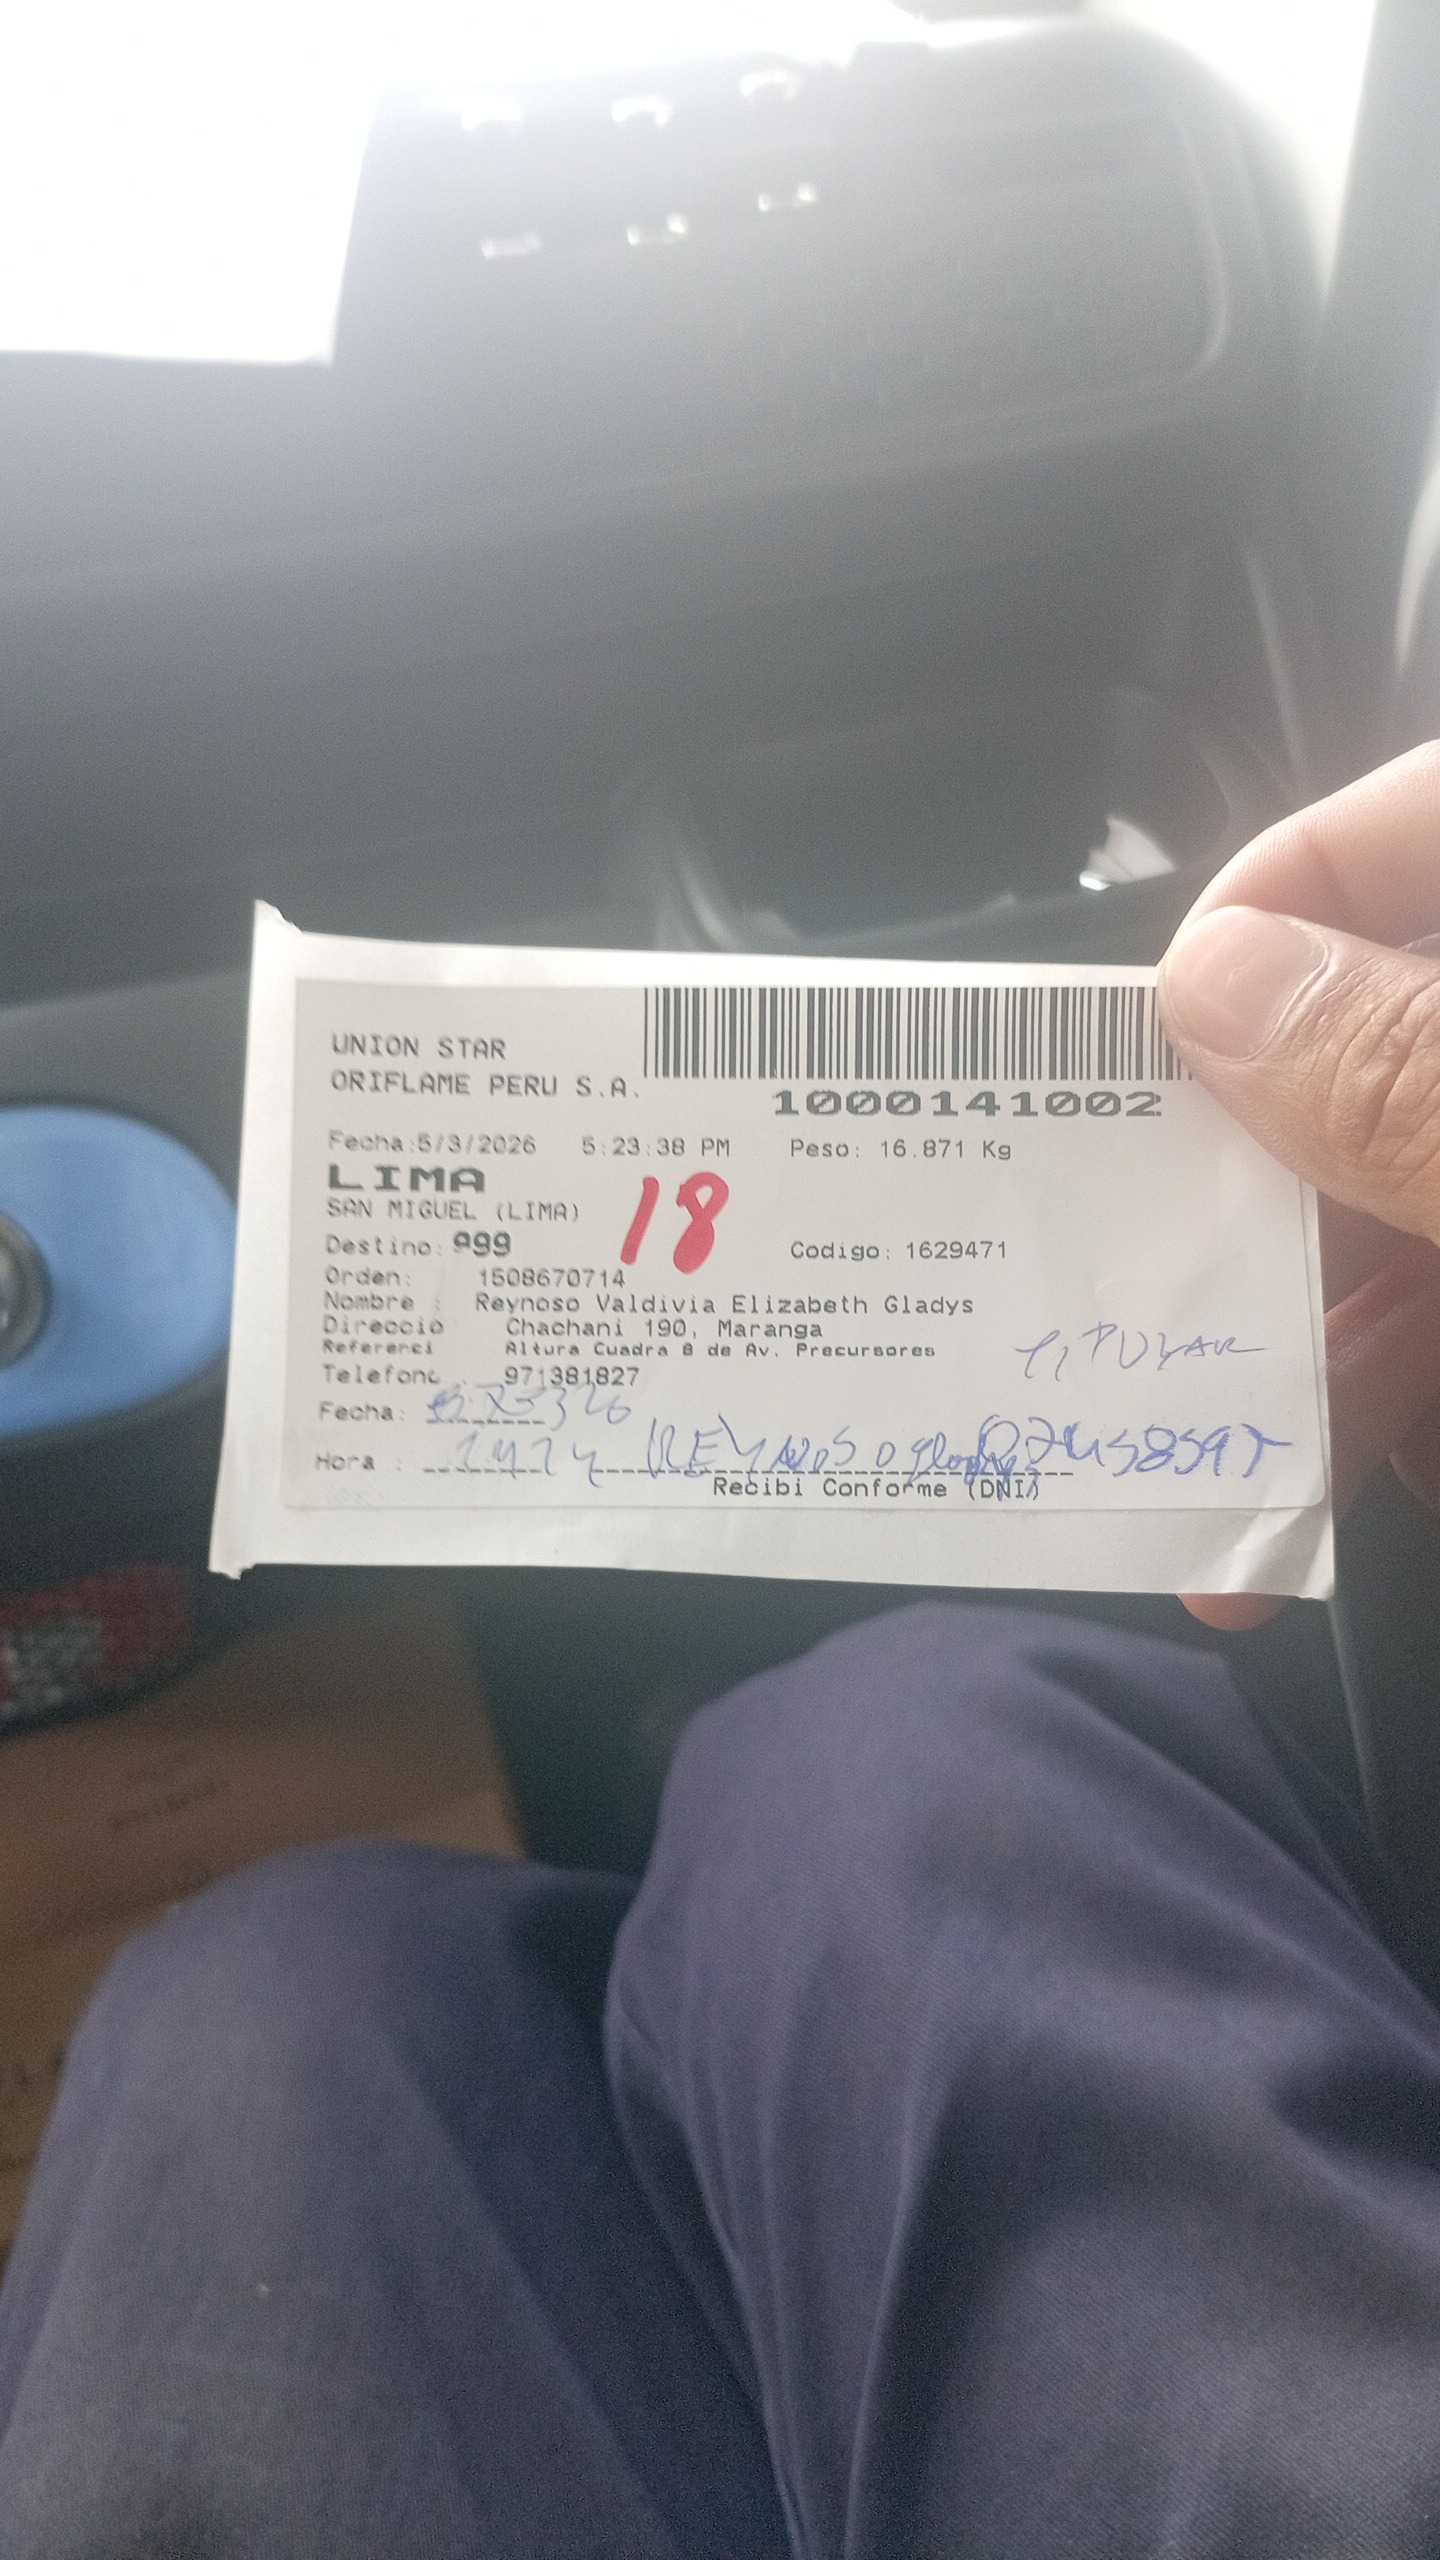 UNION STAR
ORIFLAME PERU S.A.
1000141002
Fecha:5/3/2026 5:23:38 PM Peso: 16.871 Kg
LIMA
SAN MIGUEL (LIMA)
18
Destino: 999 Codigo: 1629471
Orden: 1508670714
Nombre : Reynoso Valdivia Elizabeth Gladys
Direccio Chachani 190, Maranga
Referenci Altura Cuadra 8 de Av. Precursores
TITULAR
Telefono : 971381827
Fecha:
Hora :
Recibi Conforme (DNI)